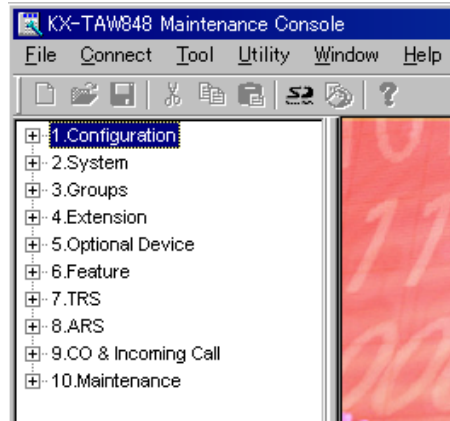 KX-TAW848 Maintenance Console
File Connect Tool Utility Window Help
1.Configuration
2.System
3.Groups
4.Extension
5.Optional Device
6.Feature
7.TRS
8.ARS
9.CO & Incoming Call
10.Maintenance